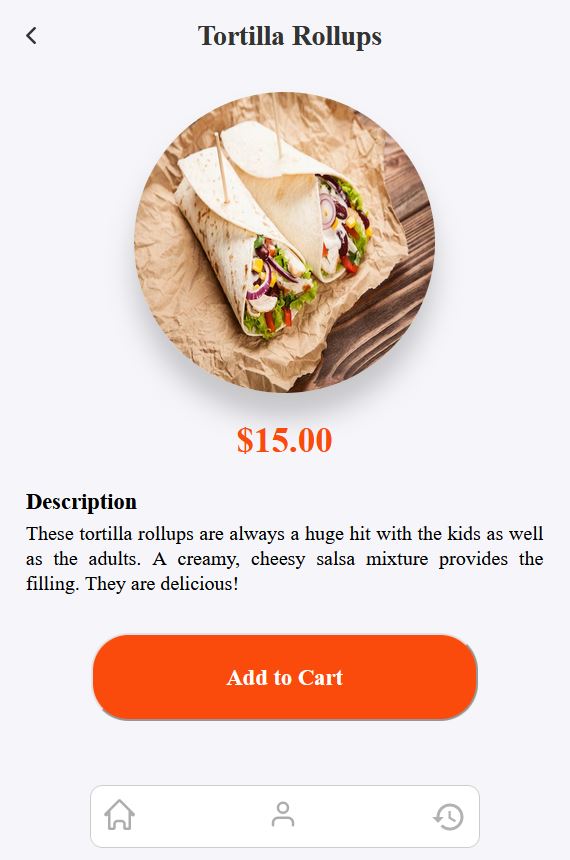 Tortilla Rollups
$15.00
Description
These tortilla rollups are always a huge hit with the kids as well
as the adults. A creamy, cheesy salsa mixture provides the
filling. They are delicious!
Add to Cart